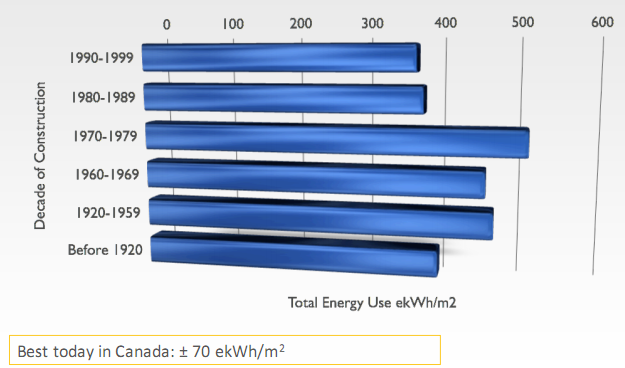 0 100 200 300 400 500 600
1990-1999
1980-1989
1970-1979
1960-1969
1920-1959
Before 1920
Decade of Construction
Total Energy Use ekWh/m2
Best today in Canada: ± 70 ekWh/m²